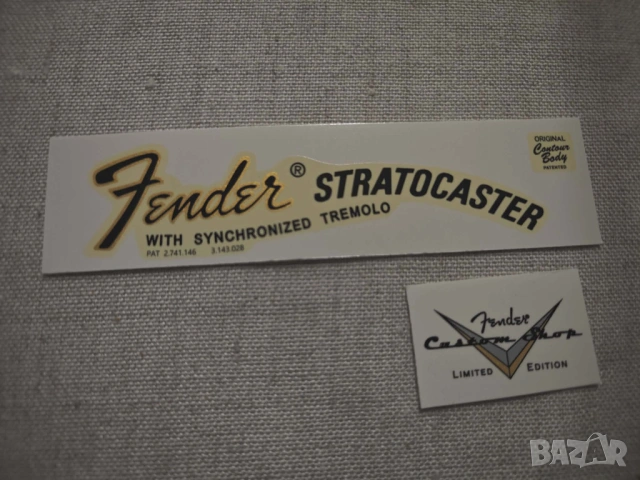 Fender® STRATOCASTER
WITH SYNCHRONIZED TREMOLO
PAT 2.741.146 3.143.028
ORIGINAL
Contour
Body
PATENTED
Fender
Custom Shop
LIMITED EDITION
BAZAR